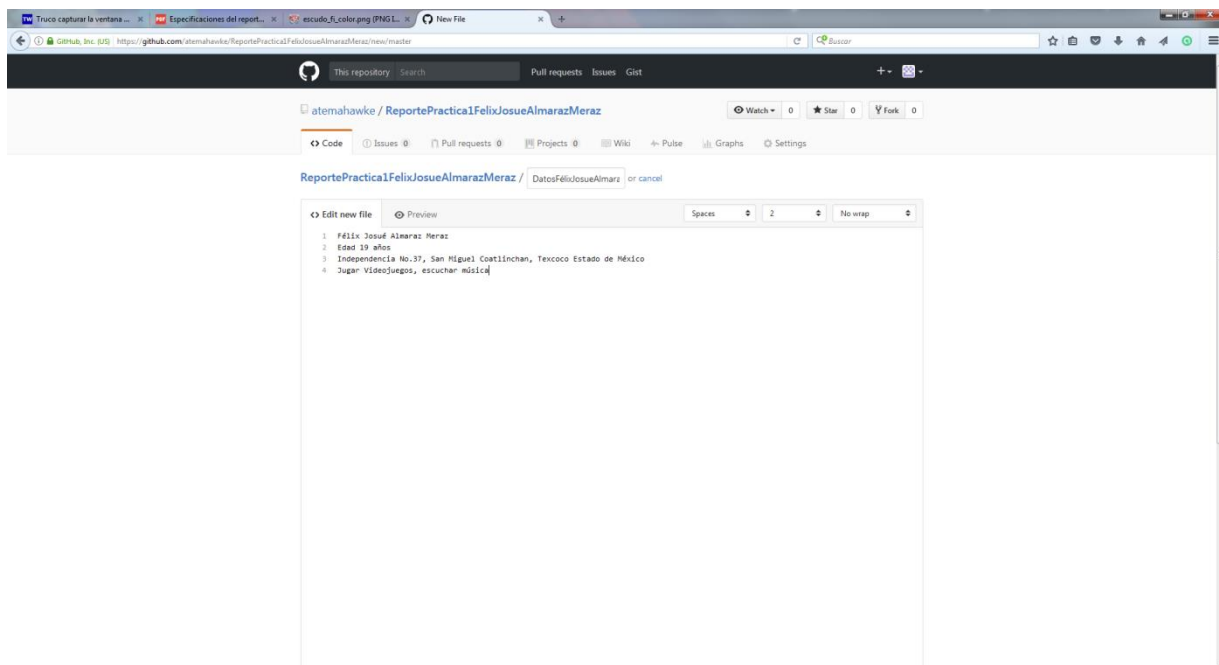 Truco capturar la ventana ... Especificaciones del report... escudo_fi_color.png (PNG I... New File
GitHub, Inc. (US) https://github.com/atemahawke/ReportePractica1FelixJosueAlmarazMeraz/new/master Buscar
This repository Search Pull requests Issues Gist
atemahawke / ReportePractica1FelixJosueAlmarazMeraz Watch 0 Star 0 Fork 0
Code Issues 0 Pull requests 0 Projects 0 Wiki Pulse Graphs Settings
ReportePractica1FelixJosueAlmarazMeraz / DatosFélixJosueAlmara or cancel
Edit new file Preview Spaces 2 No wrap
1 Félix Josué Almaraz Meraz
2 Edad 19 años
3 Independencia No.37, San Miguel Coatlinchan, Texcoco Estado de México
4 Jugar Videojuegos, escuchar música